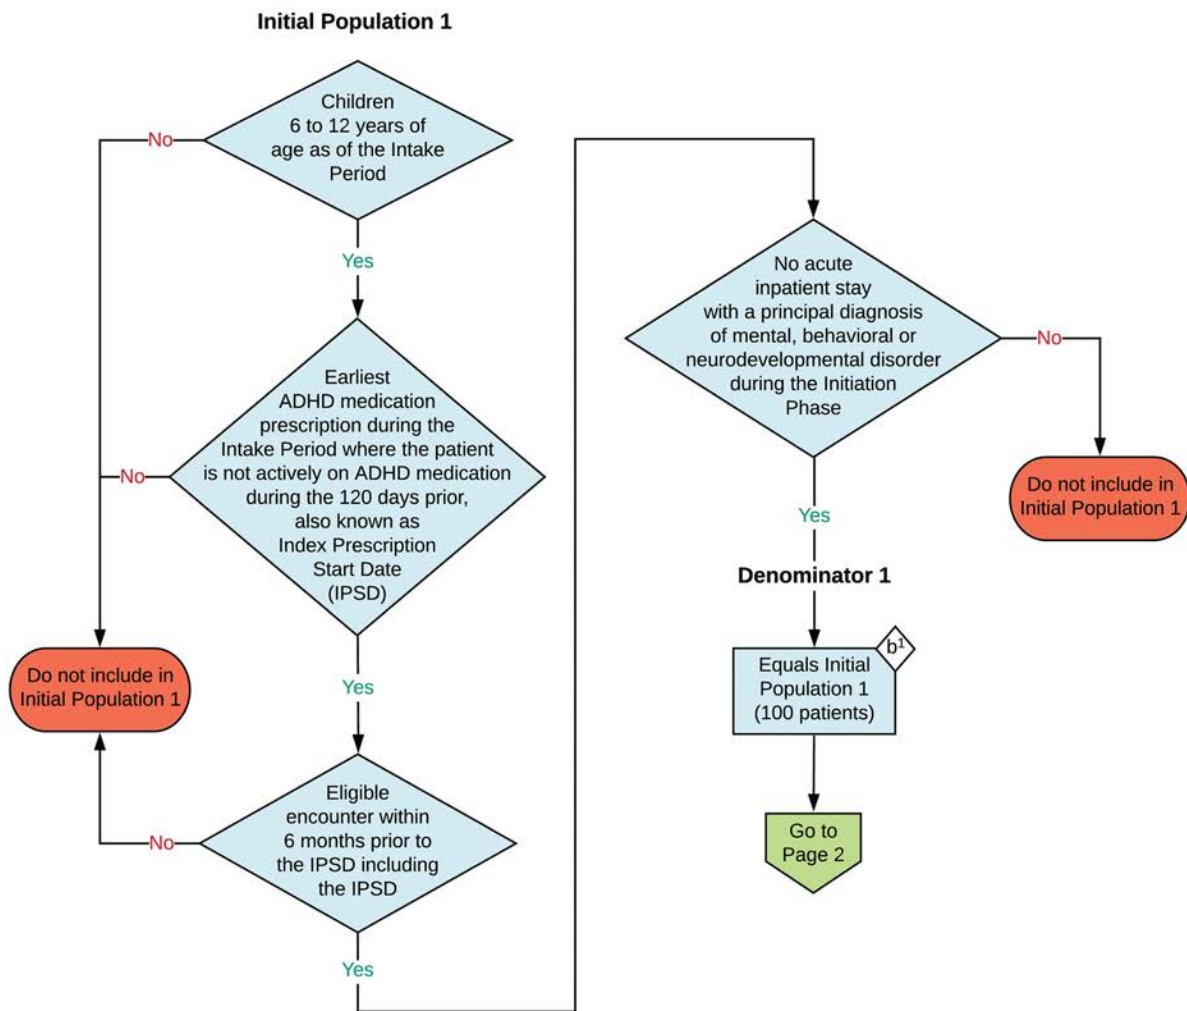 Initial Population 1
Children
6 to 12 years of
age as of the Intake
Period
No
Yes
Earliest
ADHD medication
prescription during the
Intake Period where the patient
is not actively on ADHD medication
during the 120 days prior,
also known as
Index Prescription
Start Date
(IPSD)
No
Do not include in
Initial Population 1
Yes
Eligible
encounter within
6 months prior to
the IPSD including
the IPSD
No
Yes
No acute
inpatient stay
with a principal diagnosis
of mental, behavioral or
neurodevelopmental disorder
during the Initiation
Phase
No
Do not include in
Initial Population 1
Yes
Denominator 1
b¹
Equals Initial
Population 1
(100 patients)
Go to
Page 2